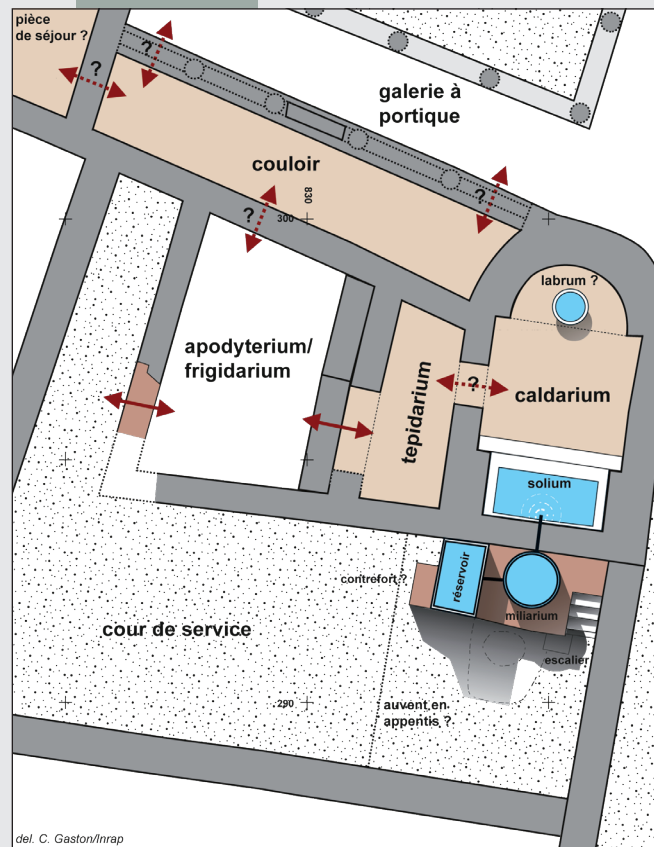 pièce
de séjour ?
?
?
galerie à
portique
couloir
830
300
?
?
labrum ?
apodyterium/
frigidarium
tepidarium
?
caldarium
solium
contrefort ?
réservoir
miliarium
cour de service
escalier
290
auvent en
appentis ?
del. C. Gaston/Inrap